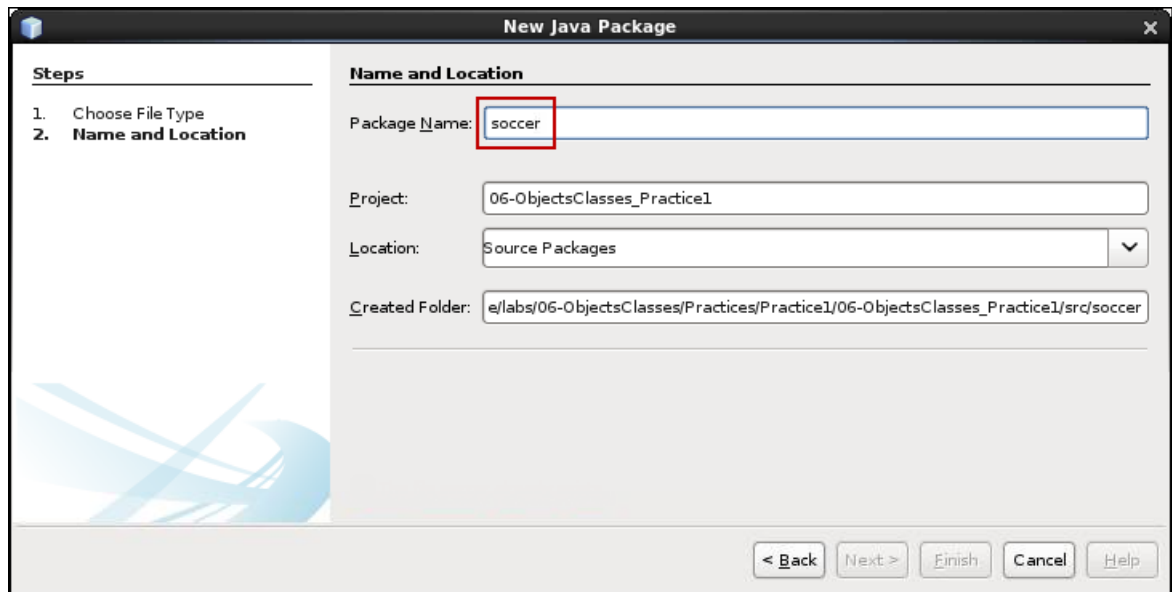 New Java Package
Steps
1. Choose File Type
2. Name and Location
Name and Location
Package Name: soccer
Project: 06-ObjectsClasses_Practice1
Location: Source Packages
Created Folder: e/labs/06-ObjectsClasses/Practices/Practice1/06-ObjectsClasses_Practice1/src/soccer
< Back Next > Finish Cancel Help